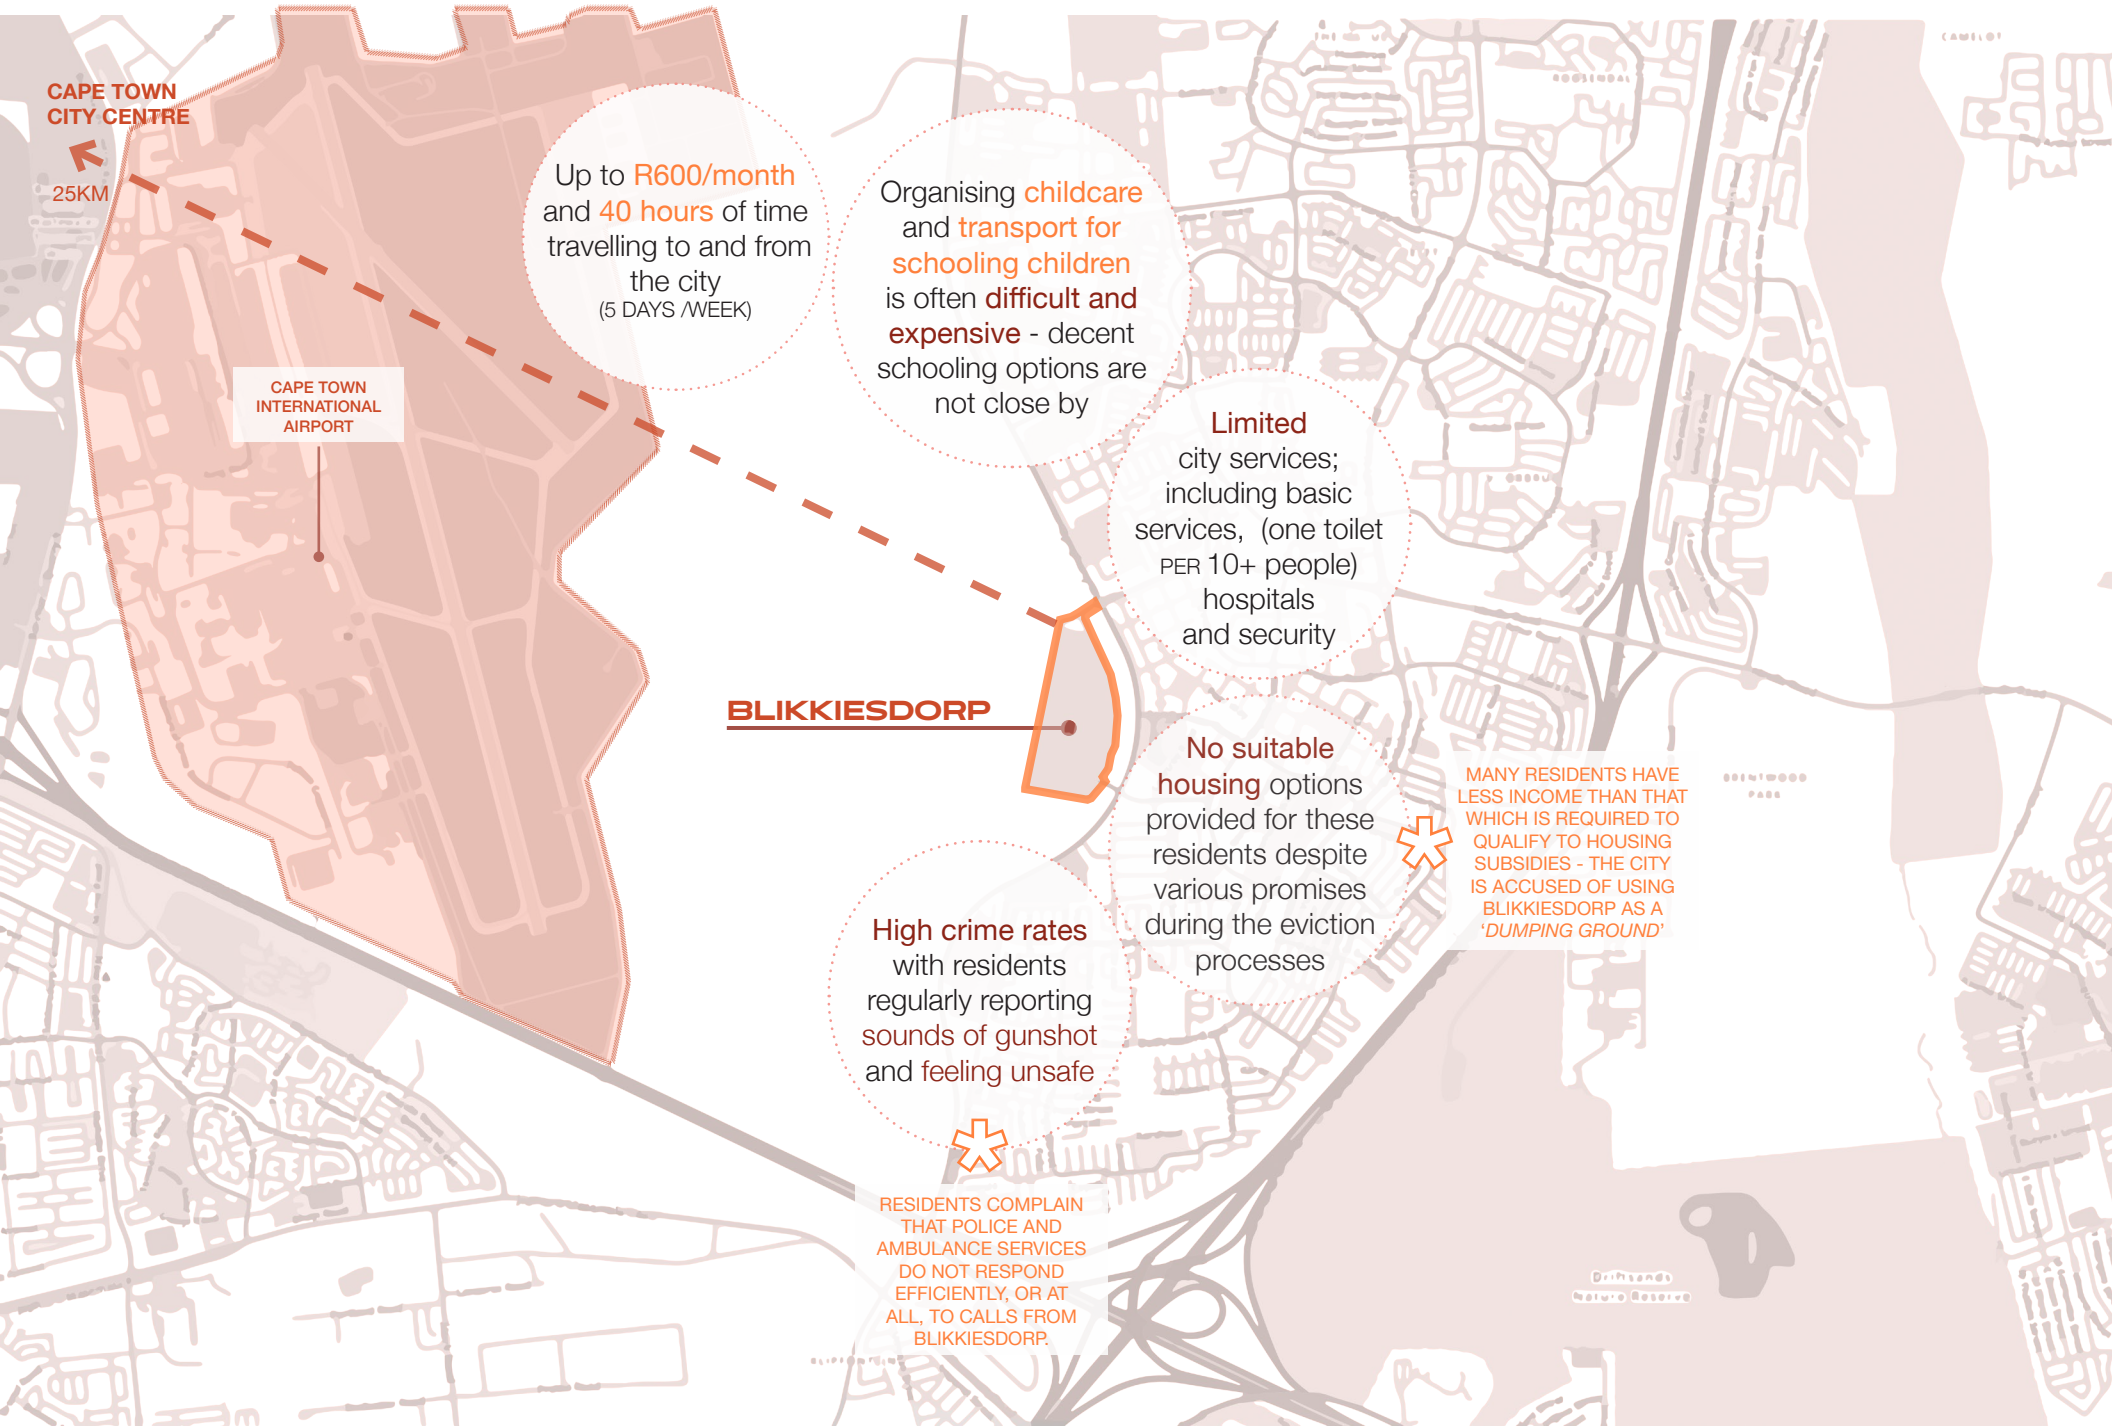 CAPE TOWN
CITY CENTRE
25KM
CAPE TOWN
INTERNATIONAL
AIRPORT
Up to R600/month
and 40 hours of time
travelling to and from
the city
(5 DAYS /WEEK)
Organising childcare
and transport for
schooling children
is often difficult and
expensive - decent
schooling options are
not close by
Limited
city services;
including basic
services, (one toilet
PER 10+ people)
hospitals
and security
BLIKKIESDORP
No suitable
housing options
provided for these
residents despite
various promises
during the eviction
processes
MANY RESIDENTS HAVE
LESS INCOME THAN THAT
WHICH IS REQUIRED TO
QUALIFY TO HOUSING
SUBSIDIES - THE CITY
IS ACCUSED OF USING
BLIKKIESDORP AS A
‘DUMPING GROUND’
High crime rates
with residents
regularly reporting
sounds of gunshot
and feeling unsafe
RESIDENTS COMPLAIN
THAT POLICE AND
AMBULANCE SERVICES
DO NOT RESPOND
EFFICIENTLY, OR AT
ALL, TO CALLS FROM
BLIKKIESDORP.